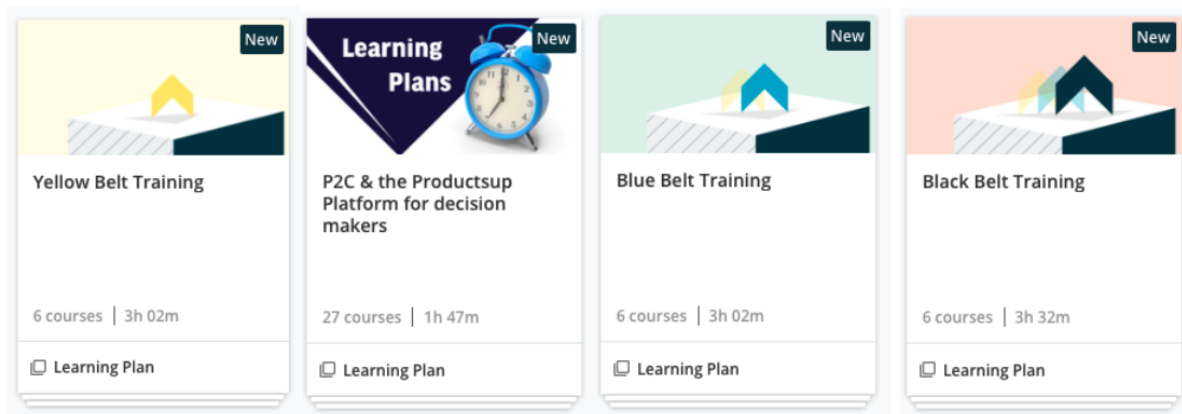 New
Yellow Belt Training
6 courses | 3h 02m
Learning Plan
Learning
Plans
New
P2C & the Productsup
Platform for decision
makers
27 courses | 1h 47m
Learning Plan
New
Blue Belt Training
6 courses | 3h 02m
Learning Plan
New
Black Belt Training
6 courses | 3h 32m
Learning Plan